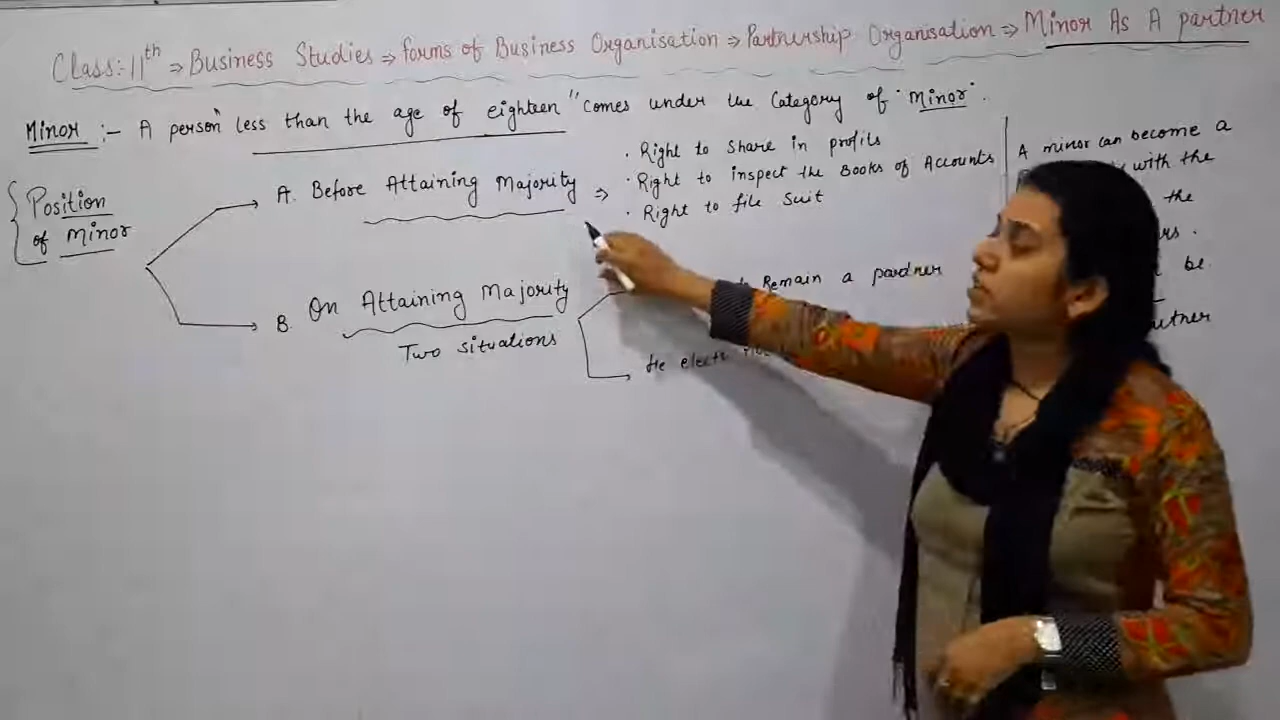 Class:-11th ⇒ Business Studies ⇒ forms of Business Organisation ⇒ Partnership Organisation ⇒ Minor As A partner
Minor :- A person "less than the age of eighteen" comes under the Category of 'Minor'.
Position
of Minor
A. Before Attaining Majority ⇒
· Right to share in profits
· Right to inspect the Books of Accounts
· Right to file Suit
B. On Attaining Majority
Two situations
Remain a partner
He elects
A minor can become a
with the
the
be